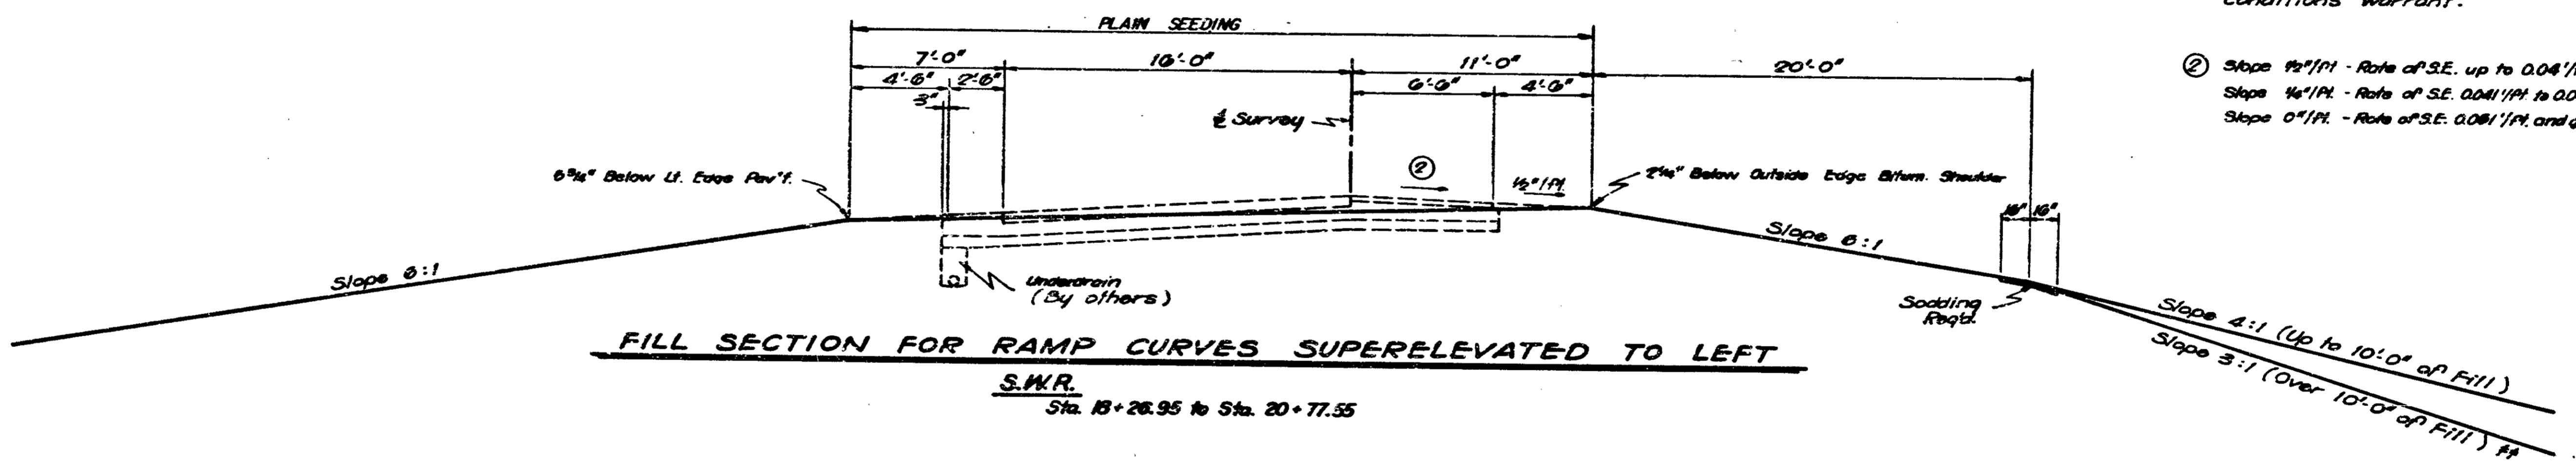 Conditions Warrant.
PLAIN SEEDING
7'-0" 16'-0" 11'-0" 20'-0"
4'-6" 2'-6" 6'-6" 4'-6"
3"
② Slope ½"/Ft - Rate of S.E. up to 0.04'/
Slope ¼"/Ft. - Rate of S.E. 0.041'/Ft. to 0.0
Slope 0"/Ft. - Rate of S.E. 0.061'/Ft. and
℄ Survey
②
½"/Ft.
6¾" Below Lt. Edge Pav't.
2¼" Below Outside Edge Bitum. Shoulder
16" 16"
Slope 6:1
Slope 6:1
Underdrain
(By others)
Sodding
Req'd.
Slope 4:1 (Up to 10'-0" of Fill)
Slope 3:1 (Over 10'-0" of Fill)
FILL SECTION FOR RAMP CURVES SUPERELEVATED TO LEFT
S.W.R.
Sta. 18+26.95 to Sta. 20+77.55